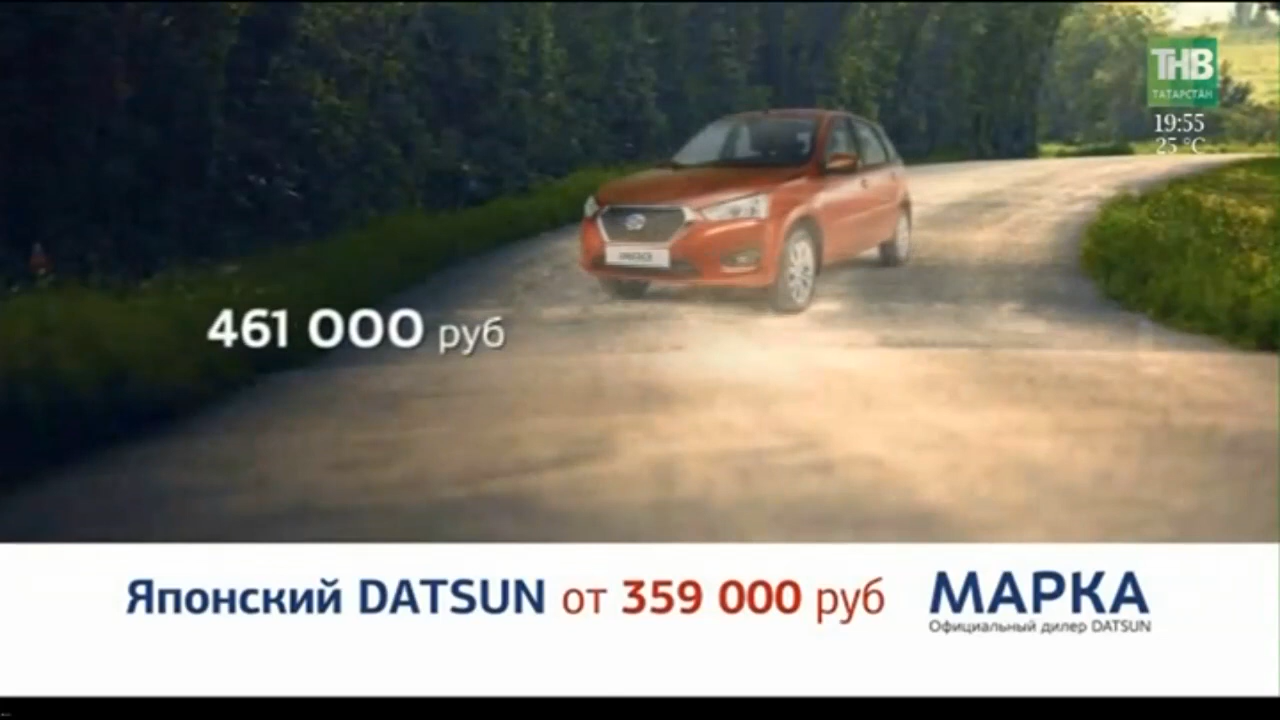 ТНВ
ТАТАРСТАН
19:55
25 °C
461 000 руб
Японский DATSUN от 359 000 руб
МАРКА
Официальный дилер DATSUN